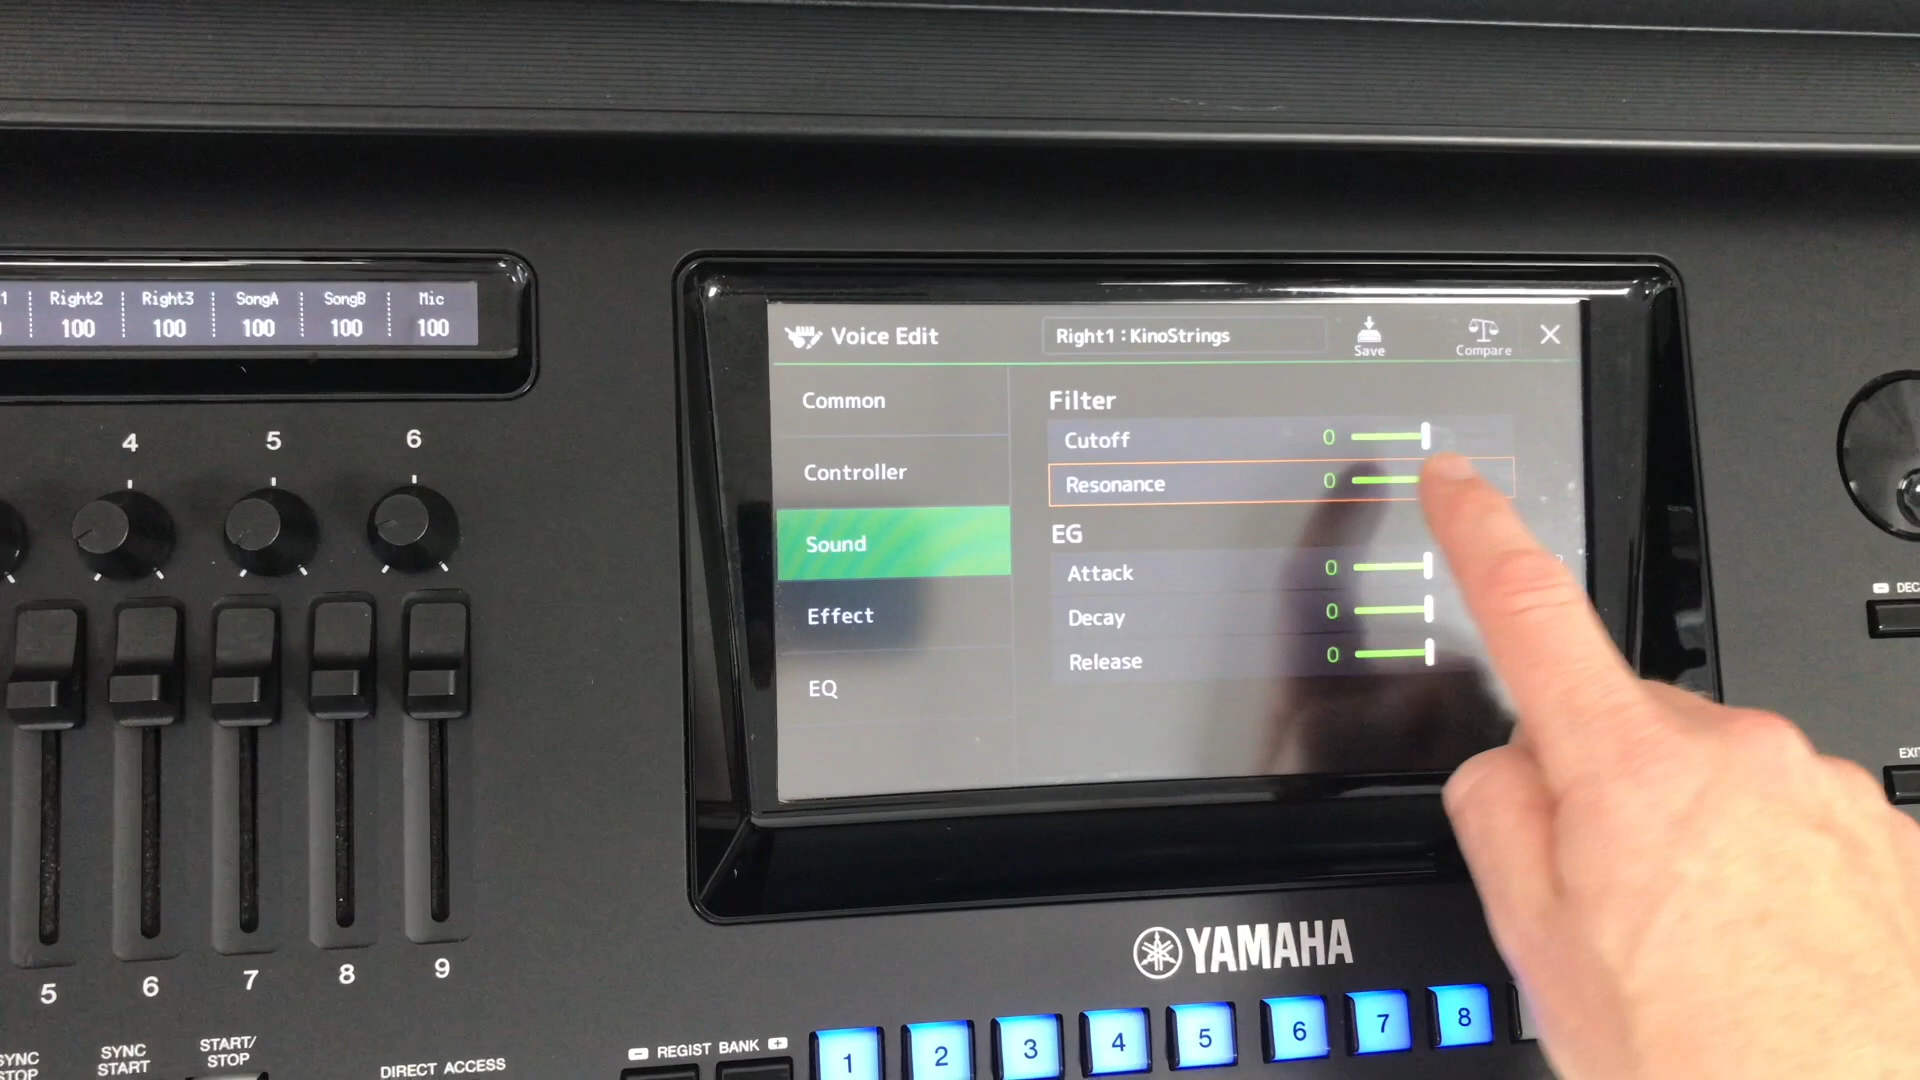 Right2 Right3 SongA SongB Mic
100 100 100 100 100
4 5 6
5 6 7 8 9
SYNC START
START/ STOP
DIRECT ACCESS
Voice Edit
Right1 : KinoStrings
Save
Compare
Common
Controller
Sound
Effect
EQ
Filter
Cutoff 0
Resonance 0
EG
Attack 0
Decay 0
Release 0
YAMAHA
- REGIST BANK +
1 2 3 4 5 6 7 8